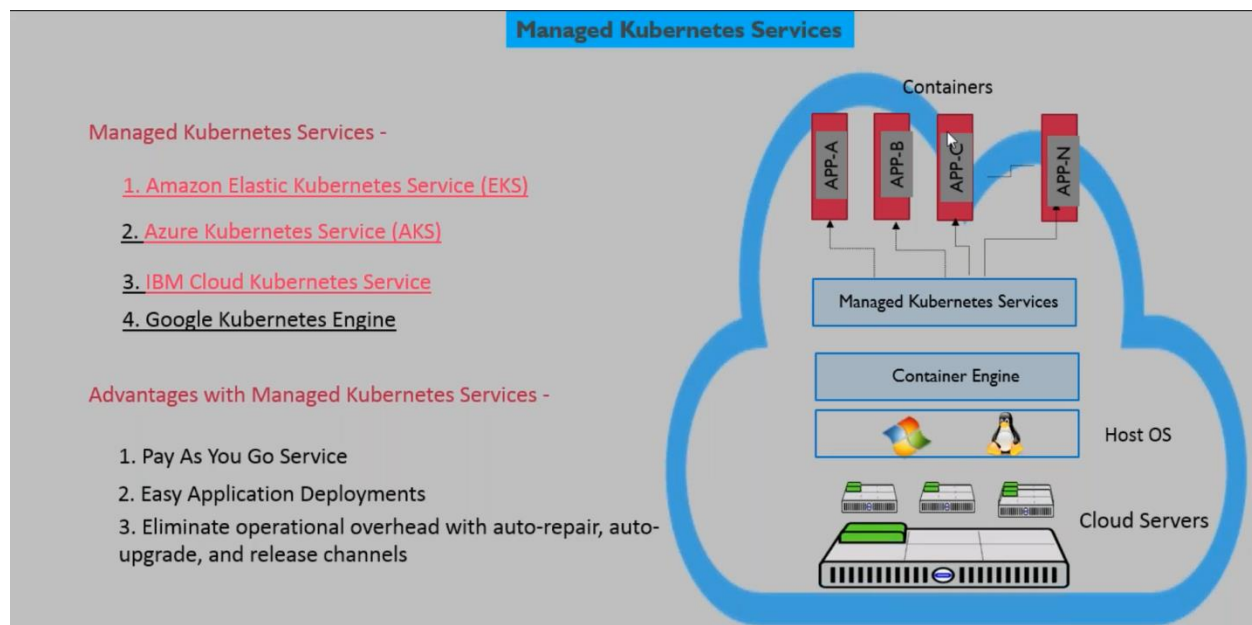 Managed Kubernetes Services
Managed Kubernetes Services -
1. Amazon Elastic Kubernetes Service (EKS)
2. Azure Kubernetes Service (AKS)
3. IBM Cloud Kubernetes Service
4. Google Kubernetes Engine
Advantages with Managed Kubernetes Services -
1. Pay As You Go Service
2. Easy Application Deployments
3. Eliminate operational overhead with auto-repair, auto-
upgrade, and release channels
Containers
APP-A
APP-B
APP-C
APP-N
Managed Kubernetes Services
Container Engine
Host OS
Cloud Servers